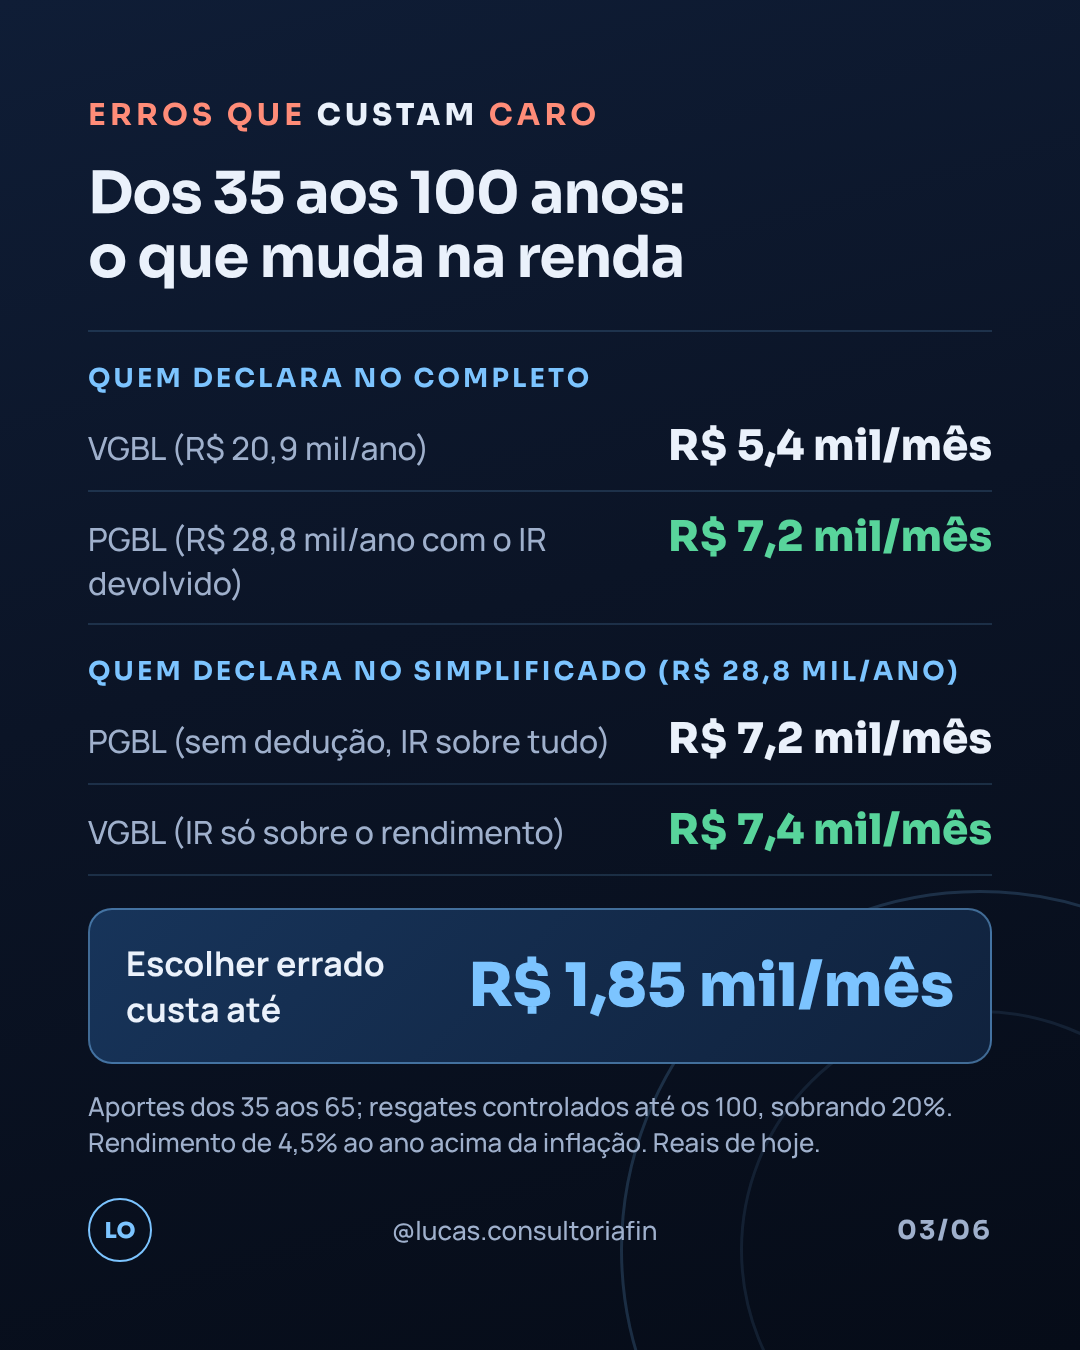 ERROS QUE CUSTAM CARO
Dos 35 aos 100 anos:
o que muda na renda
QUEM DECLARA NO COMPLETO
VGBL (R$ 20,9 mil/ano) R$ 5,4 mil/mês
PGBL (R$ 28,8 mil/ano com o IR R$ 7,2 mil/mês
devolvido)
QUEM DECLARA NO SIMPLIFICADO (R$ 28,8 MIL/ANO)
PGBL (sem dedução, IR sobre tudo) R$ 7,2 mil/mês
VGBL (IR só sobre o rendimento) R$ 7,4 mil/mês
Escolher errado
custa até
R$ 1,85 mil/mês
Aportes dos 35 aos 65; resgates controlados até os 100, sobrando 20%.
Rendimento de 4,5% ao ano acima da inflação. Reais de hoje.
LO @lucas.consultoriafin 03/06